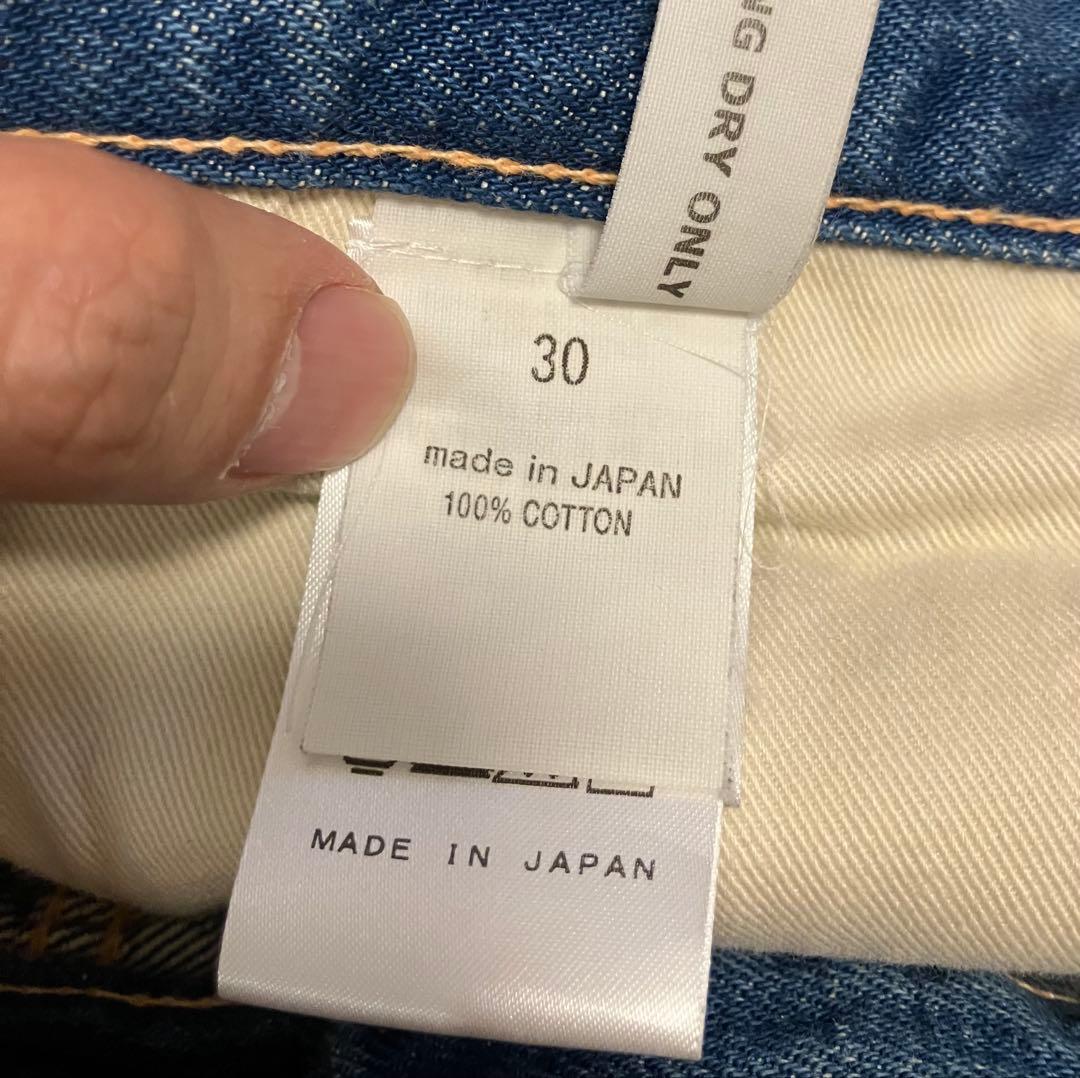 DRY ONLY
30
made in JAPAN
100% COTTON
MADE IN JAPAN